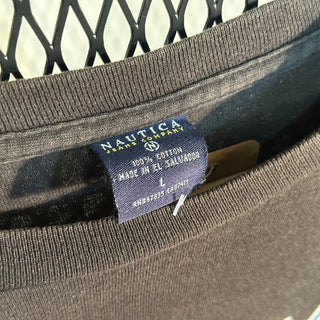 NAUTICA
JEANS COMPANY
N
100% COTTON
MADE IN EL SALVADOR
L